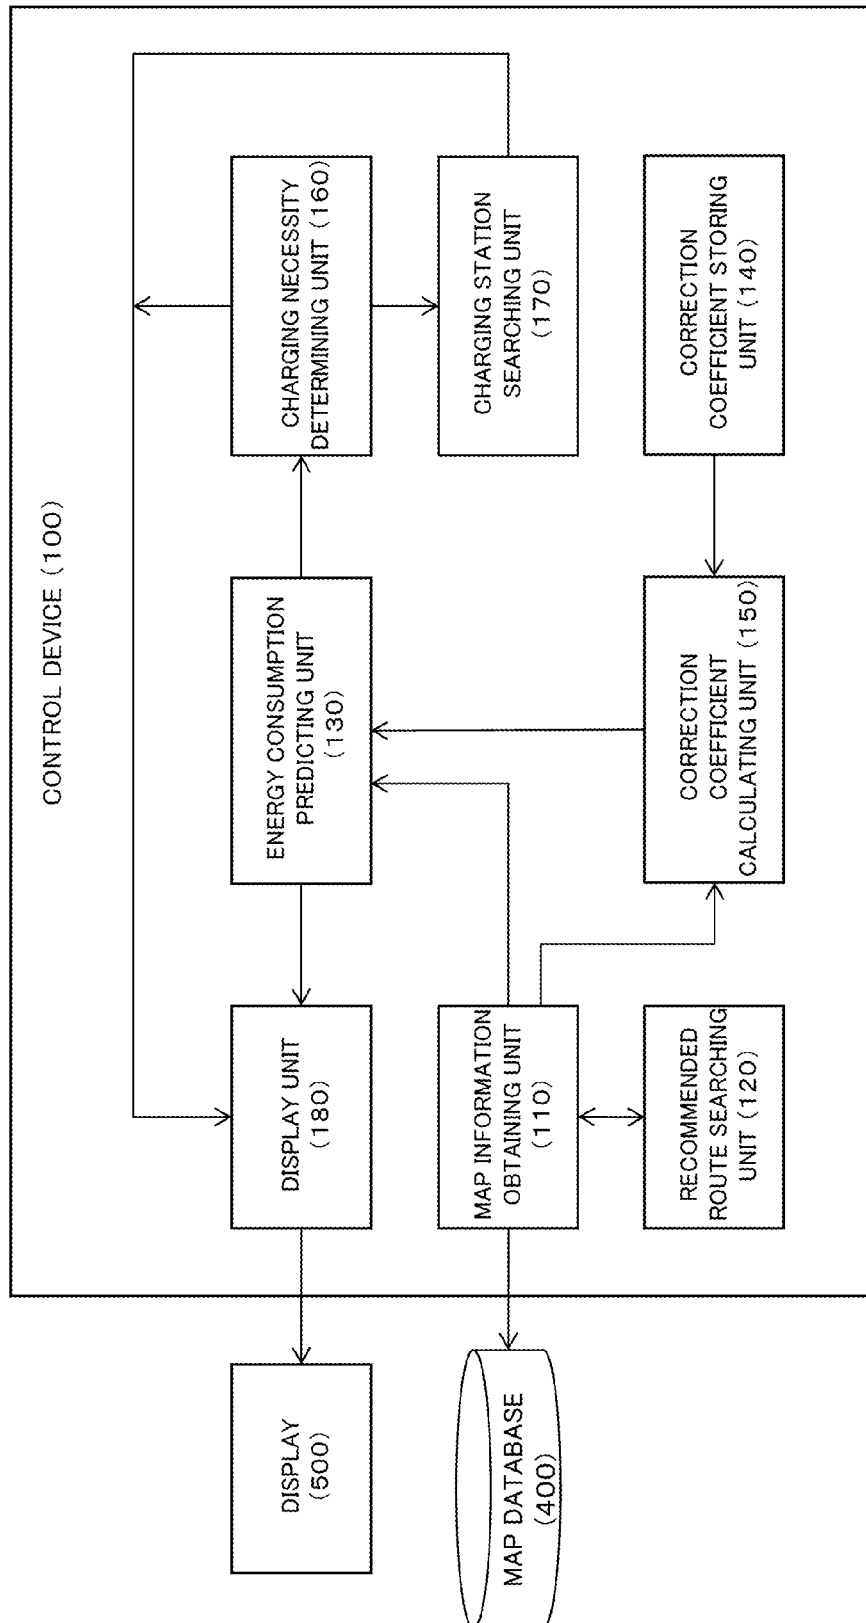 CONTROL DEVICE (100)
DISPLAY
(500)
DISPLAY UNIT
(180)
ENERGY CONSUMPTION
PREDICTING UNIT
(130)
CHARGING NECESSITY
DETERMINING UNIT (160)
MAP DATABASE
(400)
MAP INFORMATION
OBTAINING UNIT
(110)
CHARGING STATION
SEARCHING UNIT
(170)
RECOMMENDED
ROUTE SEARCHING
UNIT (120)
CORRECTION
COEFFICIENT
CALCULATING UNIT (150)
CORRECTION
COEFFICIENT STORING
UNIT (140)